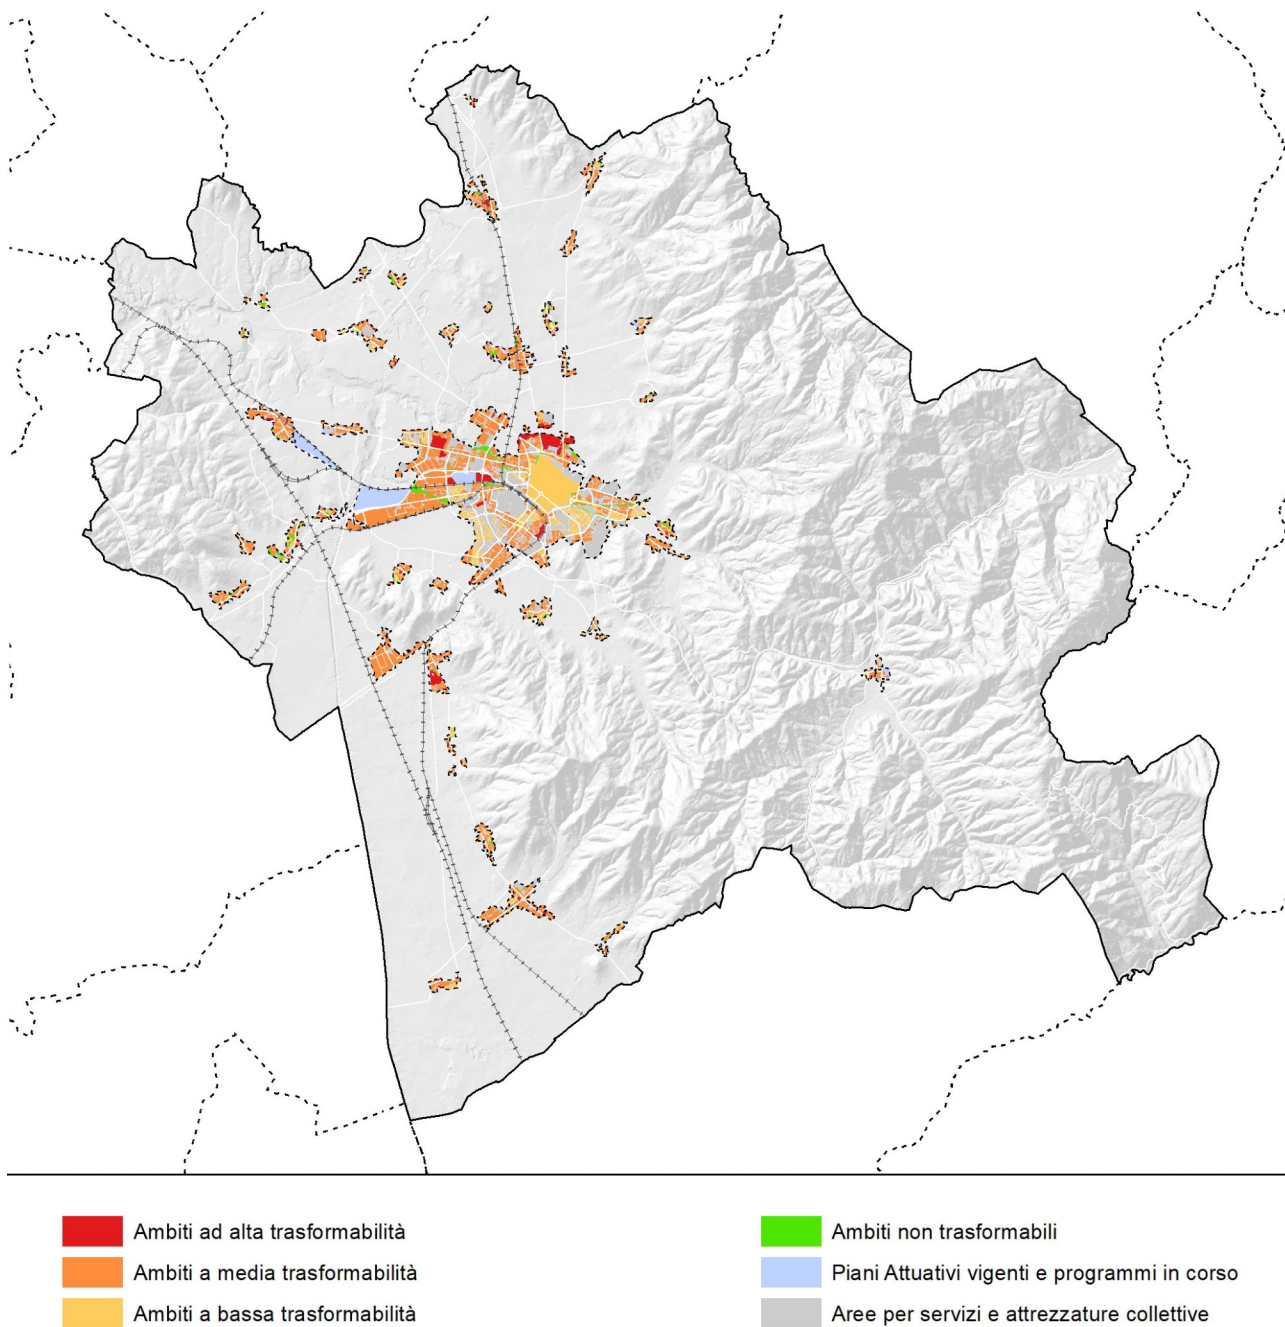 Ambiti ad alta trasformabilità
Ambiti a media trasformabilità
Ambiti a bassa trasformabilità
Ambiti non trasformabili
Piani Attuativi vigenti e programmi in corso
Aree per servizi e attrezzature collettive